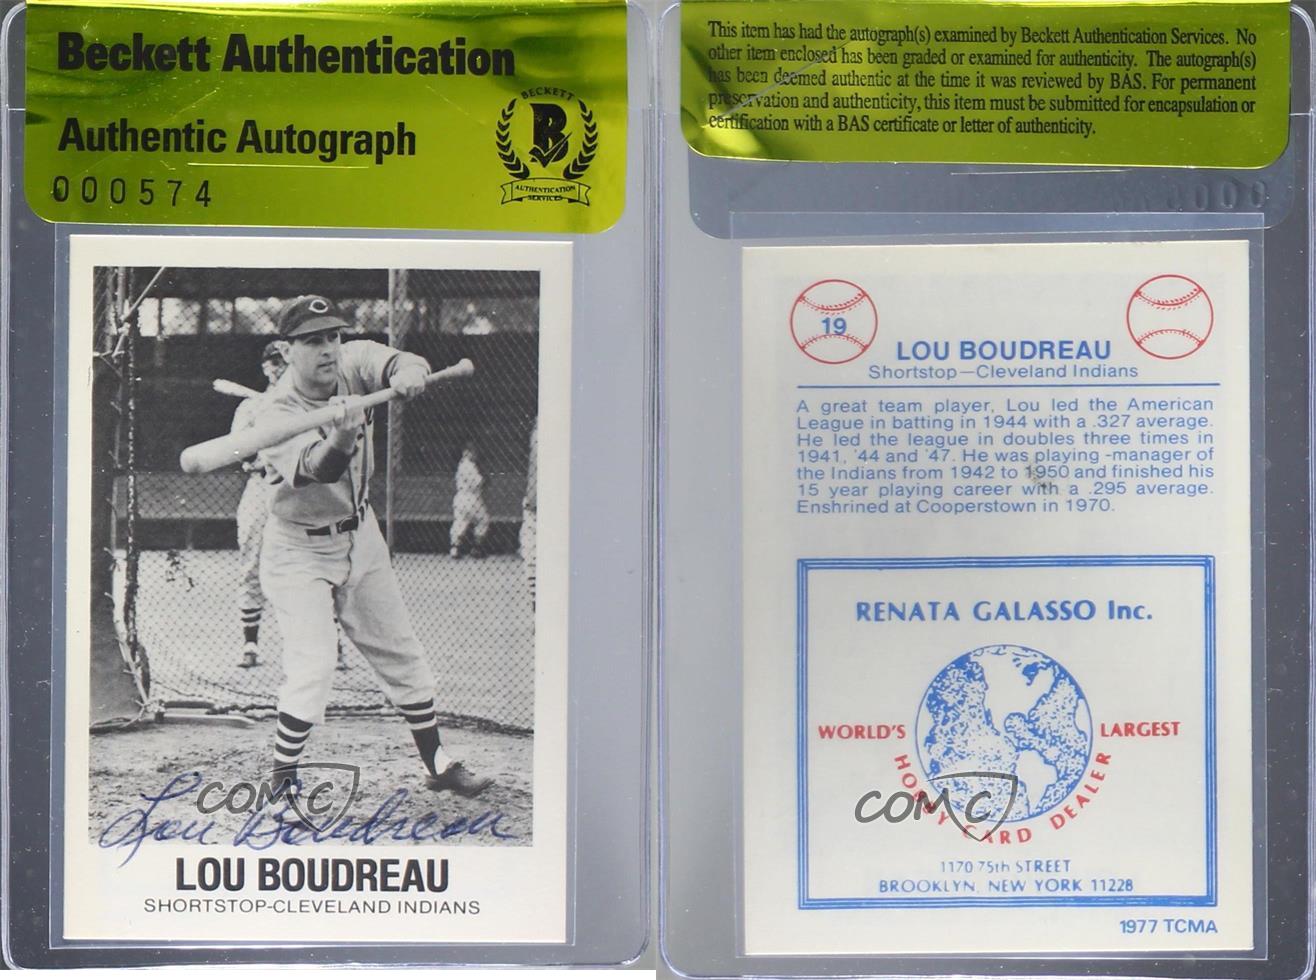 Beckett Authentication
Authentic Autograph
000574
BECKETT
B
AUTHENTICATION
SERVICES
C
Lou Boudreau
COMC
LOU BOUDREAU
SHORTSTOP-CLEVELAND INDIANS
This item has had the autograph(s) examined by Beckett Authentication Services. No
other item enclosed has been graded or examined for authenticity. The autograph(s)
has been deemed authentic at the time it was reviewed by BAS. For permanent
preservation and authenticity, this item must be submitted for encapsulation or
certification with a BAS certificate or letter of authenticity.
19
LOU BOUDREAU
Shortstop—Cleveland Indians
A great team player, Lou led the American
League in batting in 1944 with a .327 average.
He led the league in doubles three times in
1941, '44 and '47. He was playing -manager of
the Indians from 1942 to 1950 and finished his
15 year playing career with a .295 average.
Enshrined at Cooperstown in 1970.
RENATA GALASSO Inc.
WORLD'S LARGEST
HOBBY CARD DEALER
COMC
1170 75th STREET
BROOKLYN, NEW YORK 11228
1977 TCMA